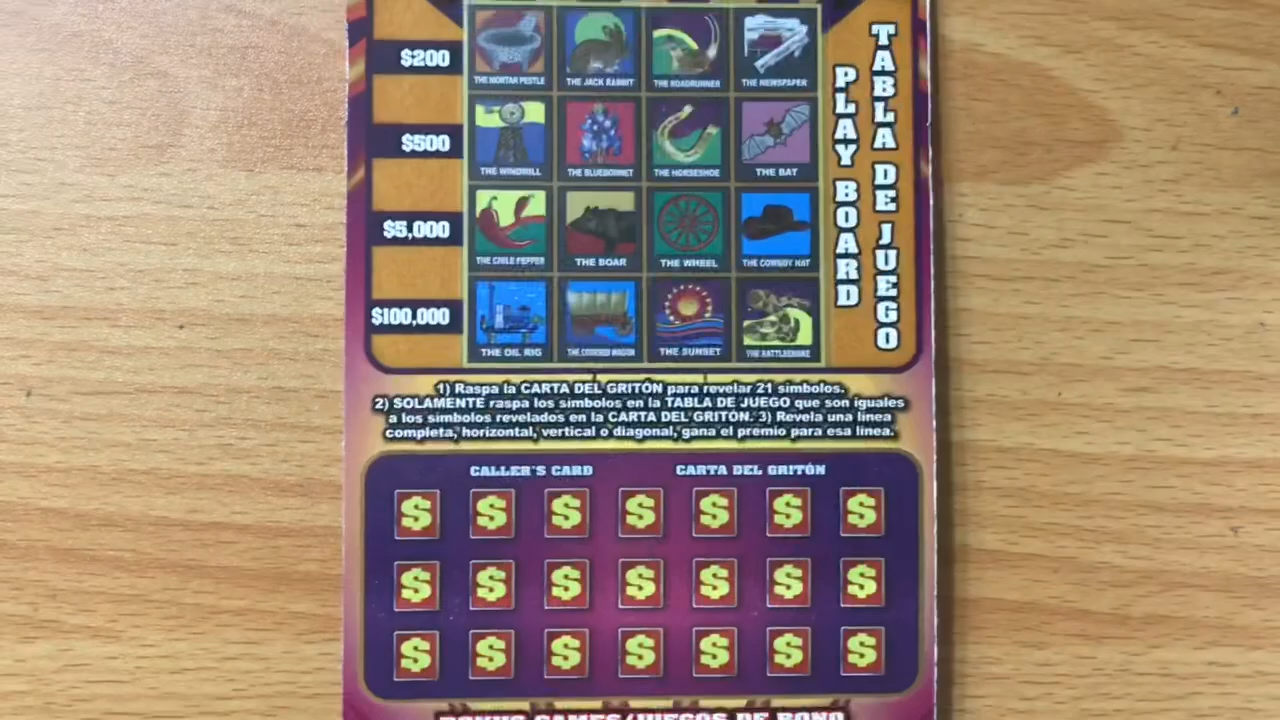 $200
THE MORTAR PESTLE
THE JACK RABBIT
THE ROADRUNNER
THE NEWSPAPER
$500
THE WINDMILL
THE BLUEBONNET
THE HORSESHOE
THE BAT
$5,000
THE CHILE PEPPER
THE BOAR
THE WHEEL
THE COWBOY HAT
$100,000
THE OIL RIG
THE COVERED WAGON
THE SUNSET
THE RATTLESNAKE
PLAY BOARD
TABLA DE JUEGO
1) Raspa la CARTA DEL GRITÓN para revelar 21 símbolos.
2) SOLAMENTE raspa los símbolos en la TABLA DE JUEGO que son iguales
a los símbolos revelados en la CARTA DEL GRITÓN. 3) Revela una línea
completa, horizontal, vertical o diagonal, gana el premio para esa línea.
CALLER'S CARD
CARTA DEL GRITÓN
$ $ $ $ $ $ $
$ $ $ $ $ $ $
$ $ $ $ $ $ $
BONUS GAMES/JUEGOS DE BONO